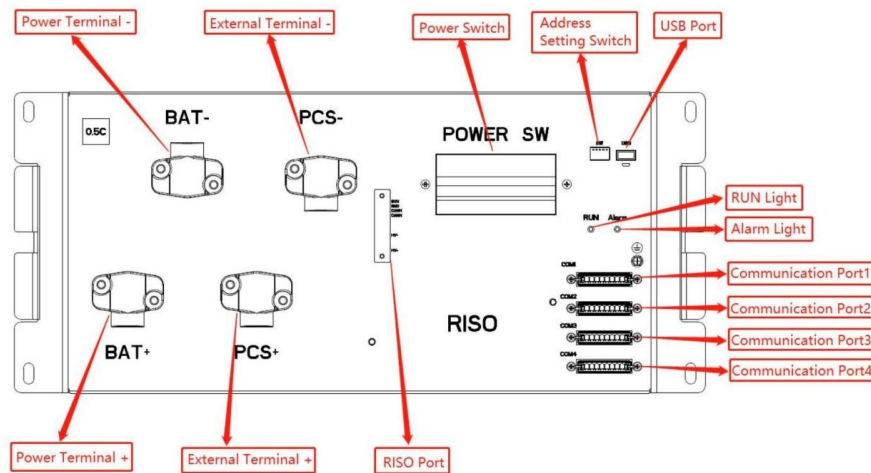 Power Terminal -
External Terminal -
Power Switch
Address
Setting Switch
USB Port
0.5C
BAT-
PCS-
POWER SW
RUN Light
RUN
Alarm
Alarm Light
COM1
Communication Port1
COM2
Communication Port2
COM3
Communication Port3
COM4
Communication Port4
RISO
BAT+
PCS+
Power Terminal +
External Terminal +
RISO Port